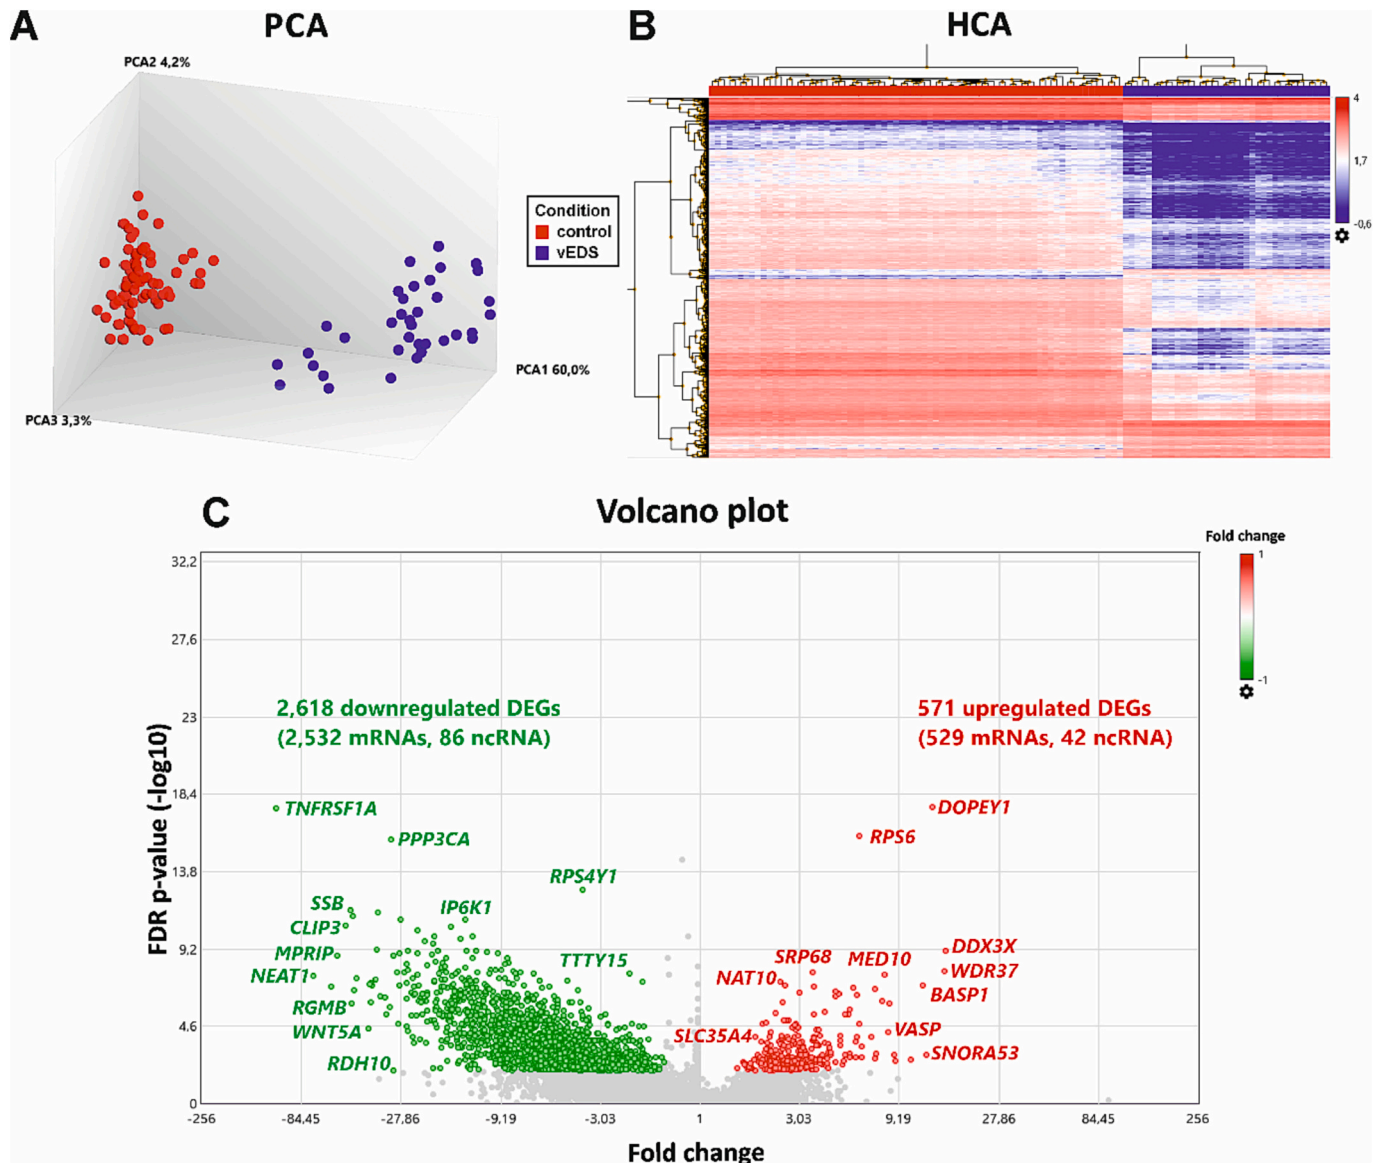 A
PCA
PCA2 4,2%
PCA1 60,0%
PCA3 3,3%
Condition
control
vEDS
B
HCA
4
1,7
-0,6
C
Volcano plot
Fold change
1
-1
FDR p-value (-log10)
32,2
27,6
23
18,4
13,8
9,2
4,6
0
2,618 downregulated DEGs
(2,532 mRNAs, 86 ncRNA)
571 upregulated DEGs
(529 mRNAs, 42 ncRNA)
TNFRSF1A
PPP3CA
RPS4Y1
SSB
IP6K1
CLIP3
MPRIP
TTTY15
NEAT1
RGMB
WNT5A
RDH10
DOPEY1
RPS6
DDX3X
SRP68
MED10
WDR37
NAT10
BASP1
SLC35A4
VASP
SNORA53
-256
-84.45
-27.86
-9.19
-3.03
1
3.03
9.19
27.86
84.45
256
Fold change